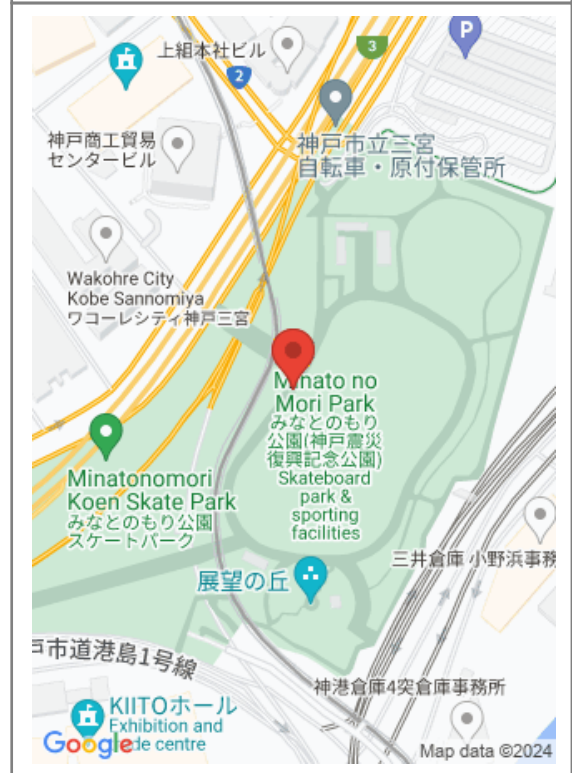 P
上組本社ビル
3
2
神戸市立三宮
自転車・原付保管所
神戸商工貿易
センタービル
Wakohre City
Kobe Sannomiya
ワコーレシティ神戸三宮
Minato no
Mori Park
みなとのもり
公園(神戸震災
復興記念公園)
Skateboard
park &
sporting
facilities
Minatonomori
Koen Skate Park
みなとのもり公園
スケートパーク
三井倉庫 小野浜事務
展望の丘
戸市道港島1号線
神港倉庫4突倉庫事務所
KIITOホール
Exhibition and
de centre
Google
Map data ©2024